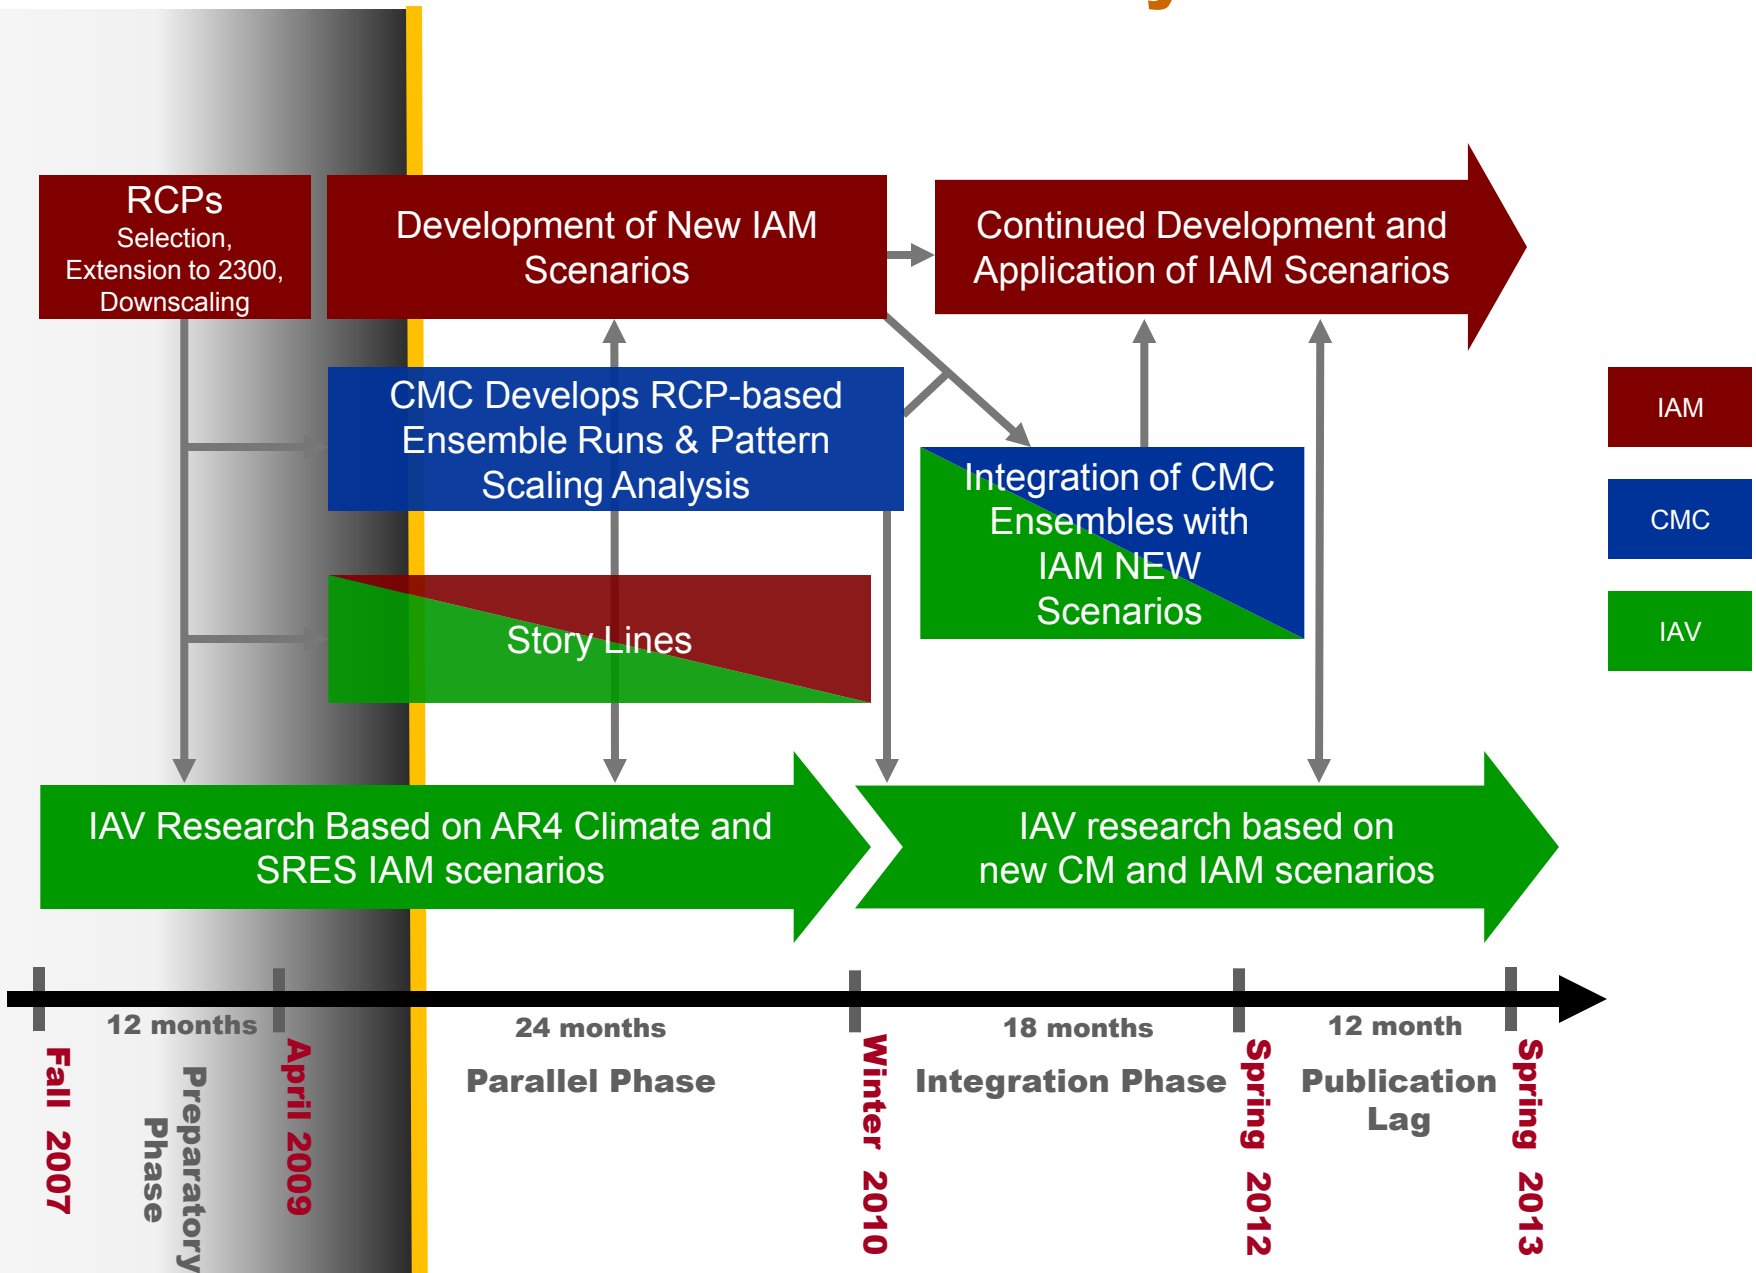 RCPs
Selection,
Extension to 2300,
Downscaling
Development of New IAM
Scenarios
Continued Development and
Application of IAM Scenarios
CMC Develops RCP-based
Ensemble Runs & Pattern
Scaling Analysis
Integration of CMC
Ensembles with
IAM NEW
Scenarios
Story Lines
IAM
CMC
IAV
IAV Research Based on AR4 Climate and
SRES IAM scenarios
IAV research based on
new CM and IAM scenarios
12 months
24 months
18 months
12 month
Fall 2007
Preparatory
Phase
April 2009
Parallel Phase
Winter 2010
Integration Phase
Spring 2012
Publication
Lag
Spring 2013